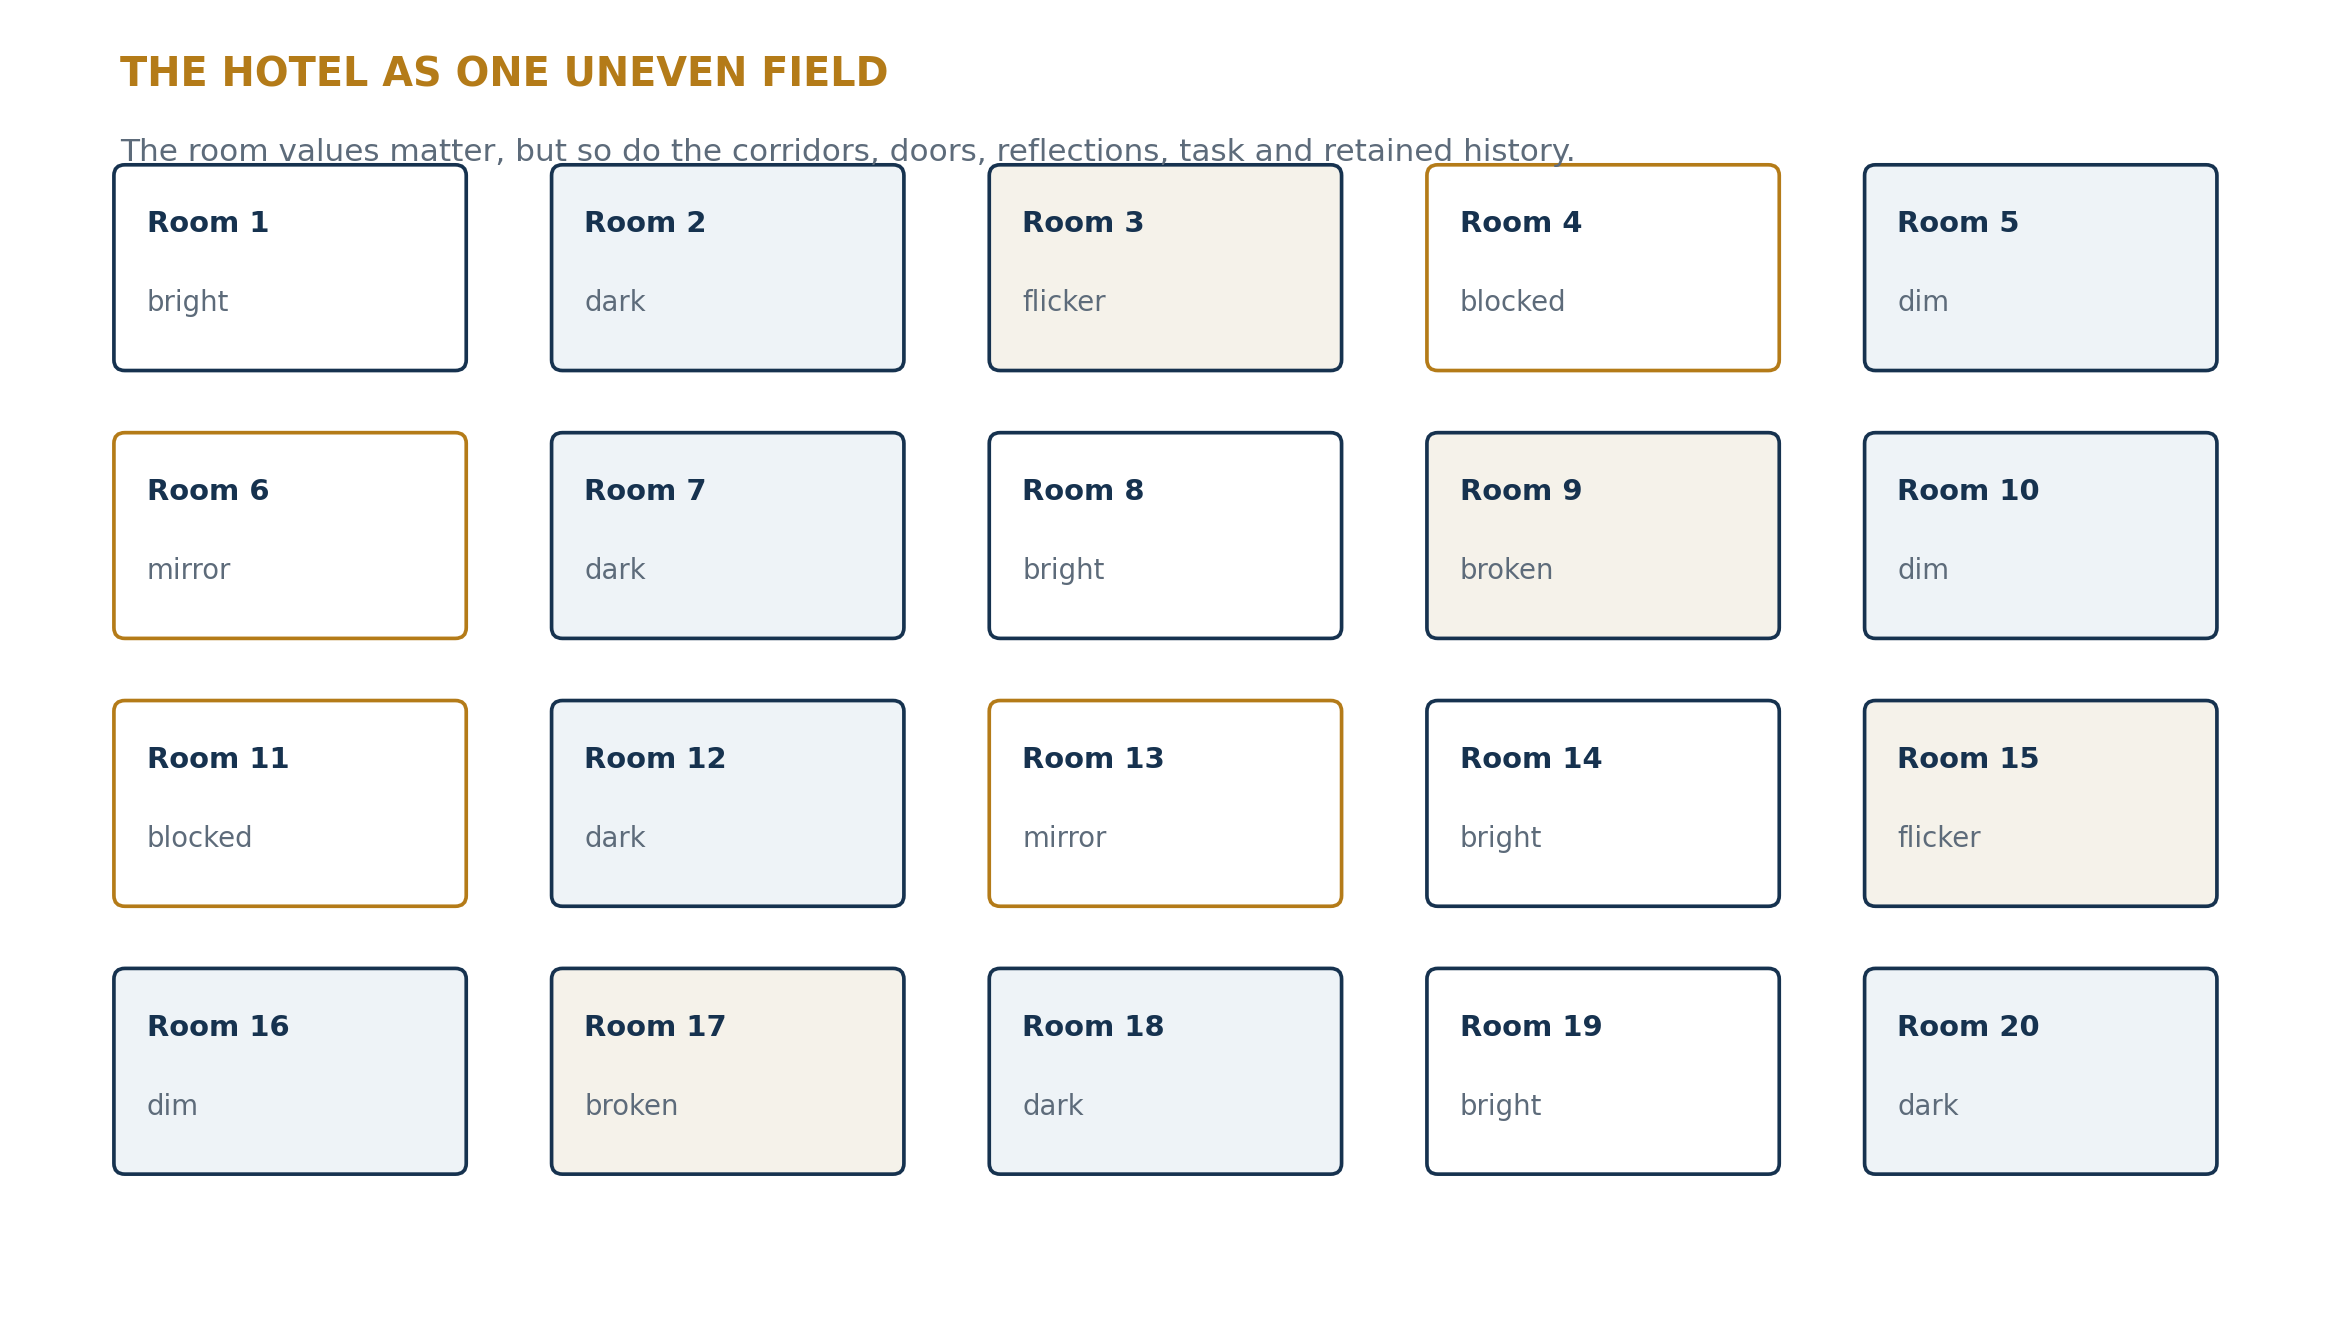 THE HOTEL AS ONE UNEVEN FIELD
The room values matter, but so do the corridors, doors, reflections, task and retained history.
Room 1
bright
Room 2
dark
Room 3
flicker
Room 4
blocked
Room 5
dim
Room 6
mirror
Room 7
dark
Room 8
bright
Room 9
broken
Room 10
dim
Room 11
blocked
Room 12
dark
Room 13
mirror
Room 14
bright
Room 15
flicker
Room 16
dim
Room 17
broken
Room 18
dark
Room 19
bright
Room 20
dark